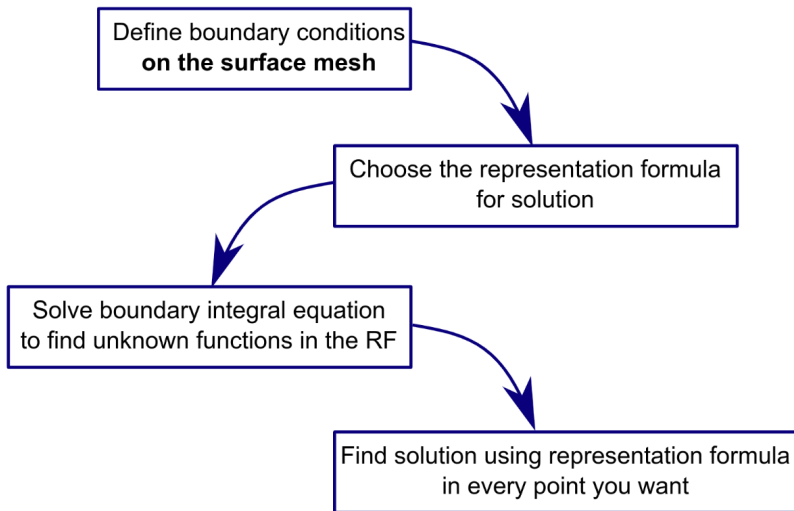 Define boundary conditions
on the surface mesh
Choose the representation formula
for solution
Solve boundary integral equation
to find unknown functions in the RF
Find solution using representation formula
in every point you want